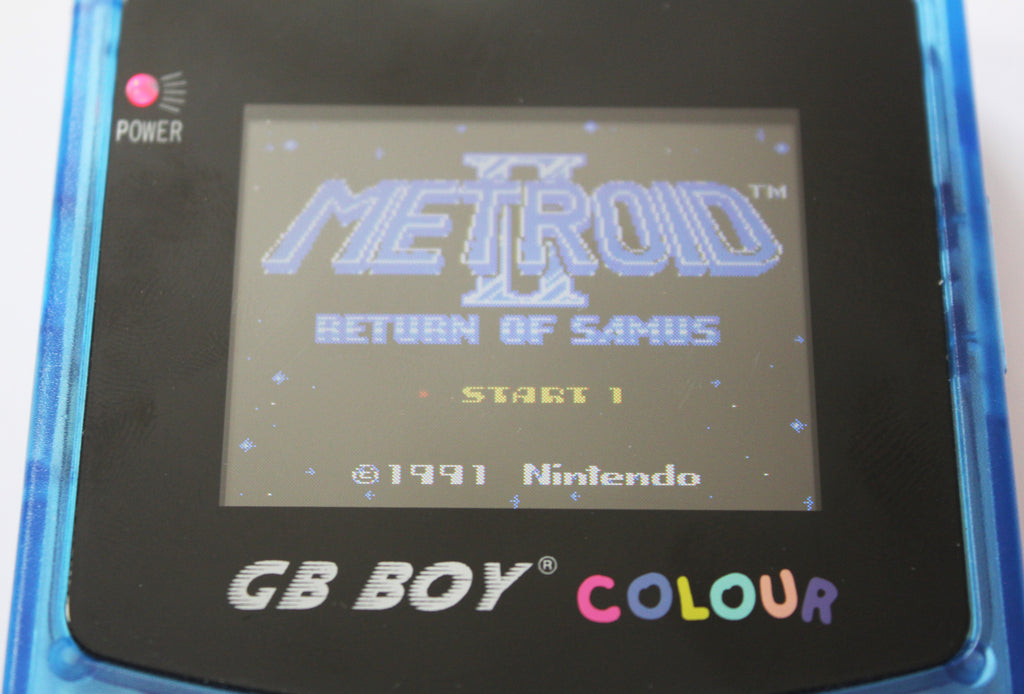 POWER
METROID II™
RETURN OF SAMUS
START 1
©1991 Nintendo
GB BOY® COLOUR